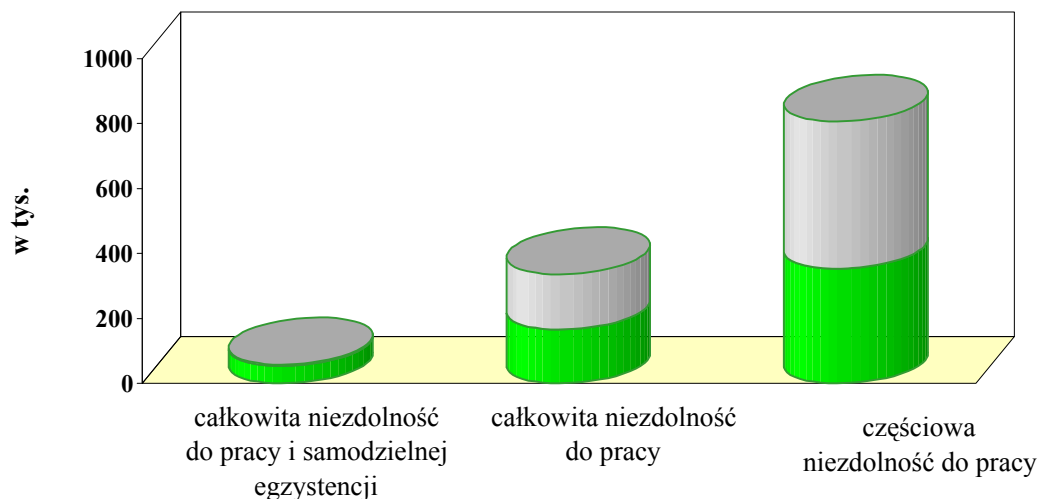 1000
800
600
400
200
0
w tys.
całkowita niezdolność
do pracy i samodzielnej
egzystencji
całkowita niezdolność
do pracy
częściowa
niezdolność do pracy